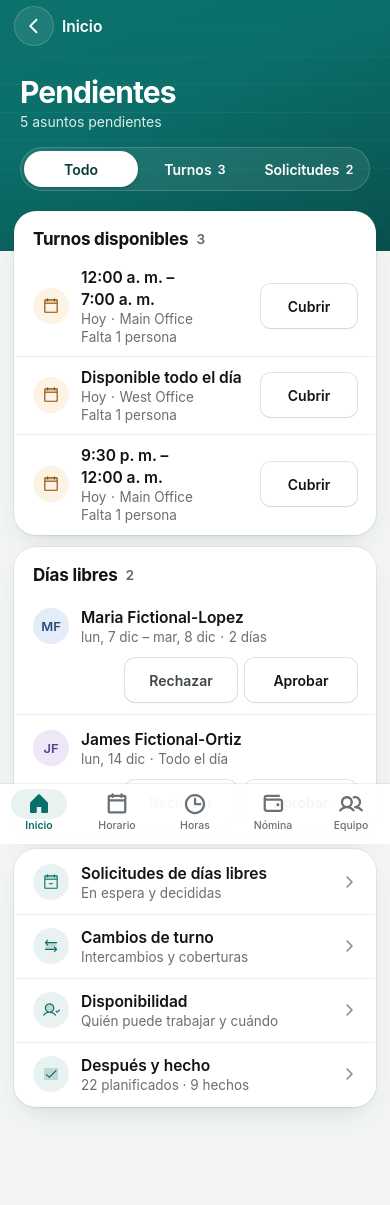 Inicio
Pendientes
5 asuntos pendientes
Todo
Turnos 3
Solicitudes 2
Turnos disponibles 3
12:00 a. m. –
7:00 a. m.
Hoy · Main Office
Falta 1 persona
Cubrir
Disponible todo el día
Hoy · West Office
Falta 1 persona
Cubrir
9:30 p. m. –
12:00 a. m.
Hoy · Main Office
Falta 1 persona
Cubrir
Días libres 2
MF
Maria Fictional-Lopez
lun, 7 dic – mar, 8 dic · 2 días
Rechazar
Aprobar
JF
James Fictional-Ortiz
lun, 14 dic · Todo el día
Inicio
Horario
Horas
Nómina
Equipo
Solicitudes de días libres
En espera y decididas
Cambios de turno
Intercambios y coberturas
Disponibilidad
Quién puede trabajar y cuándo
Después y hecho
22 planificados · 9 hechos